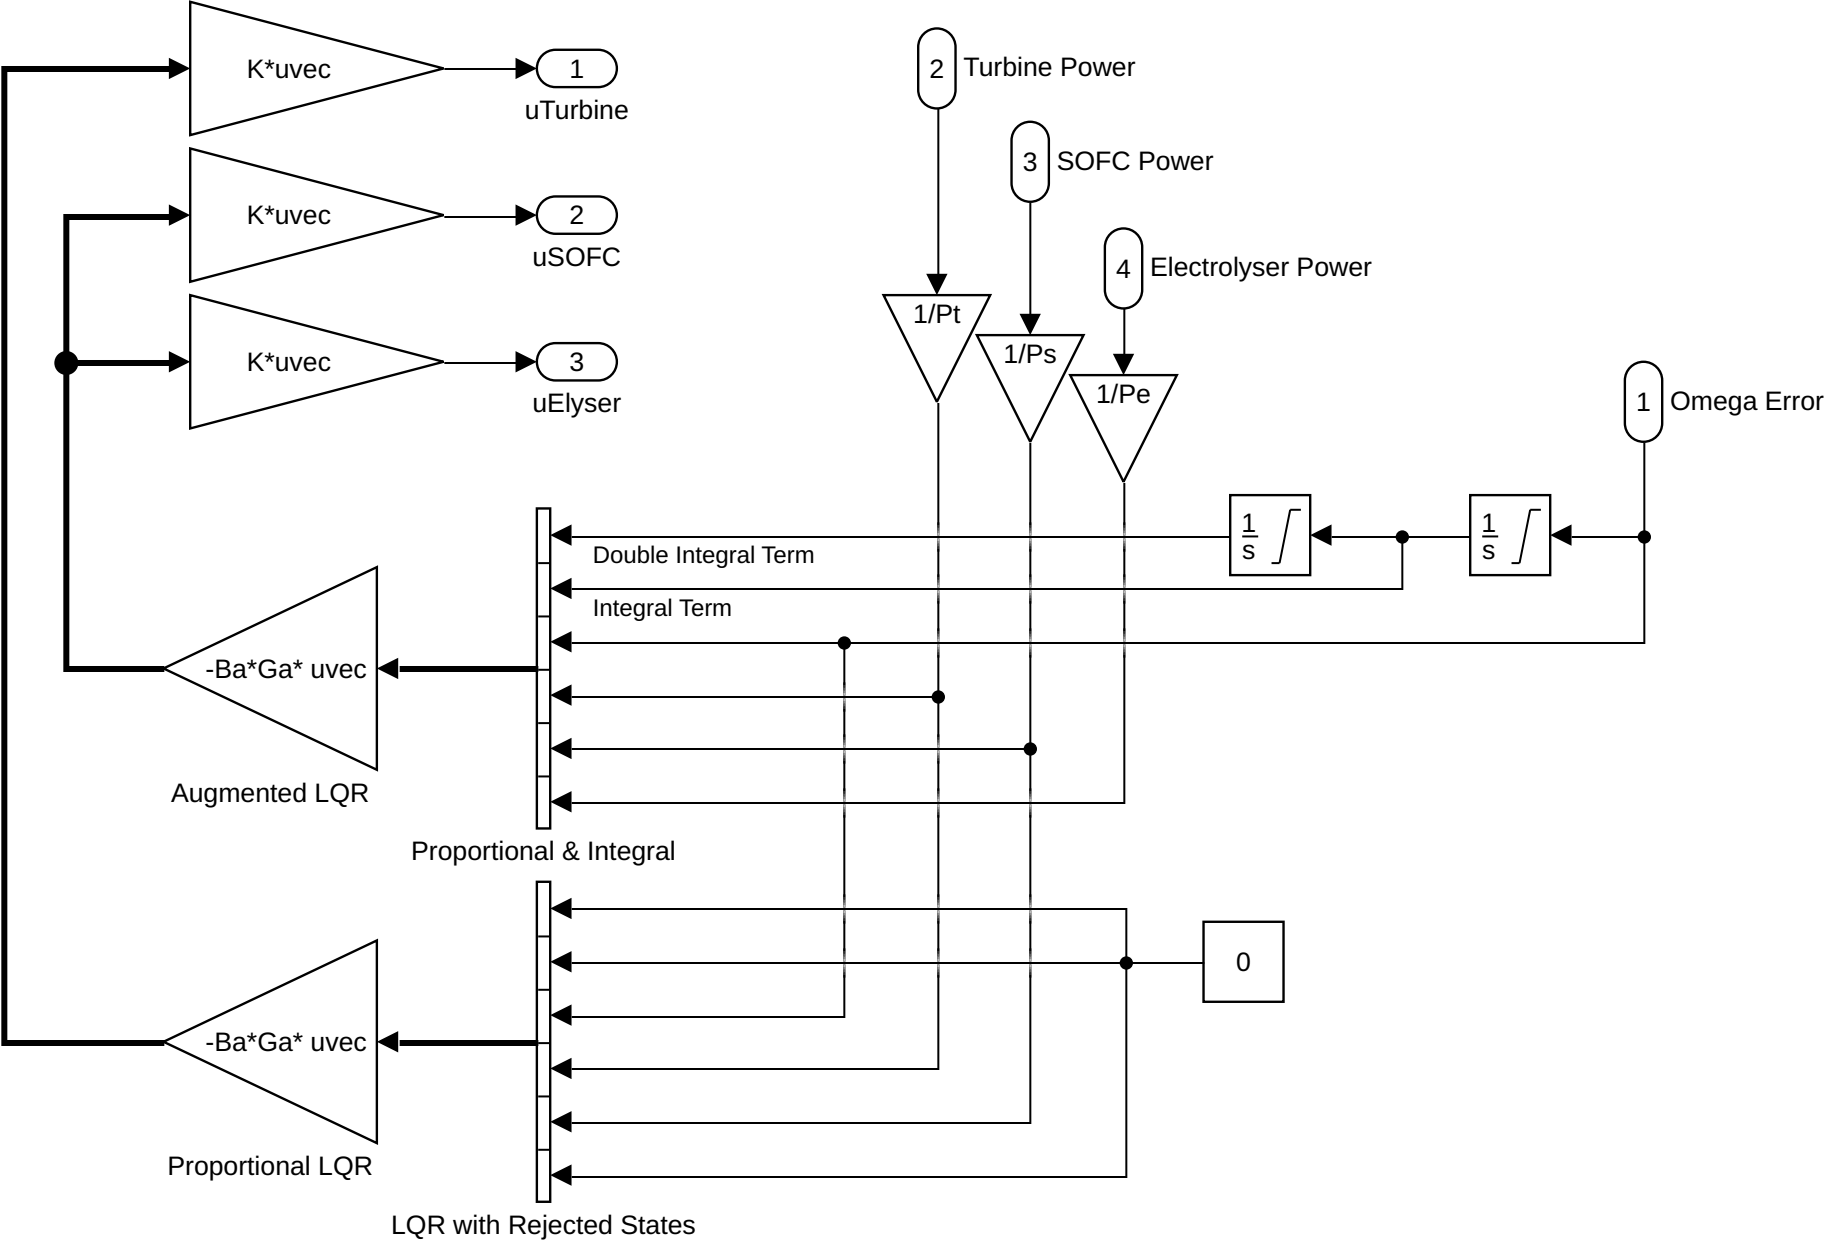 K*uvec
1
uTurbine
K*uvec
2
uSOFC
K*uvec
3
uElyser
2
Turbine Power
3
SOFC Power
4
Electrolyser Power
1/Pt
1/Ps
1/Pe
1
Omega Error
1
s
1
s
Double Integral Term
Integral Term
-Ba*Ga* uvec
Augmented LQR
Proportional & Integral
0
-Ba*Ga* uvec
Proportional LQR
LQR with Rejected States